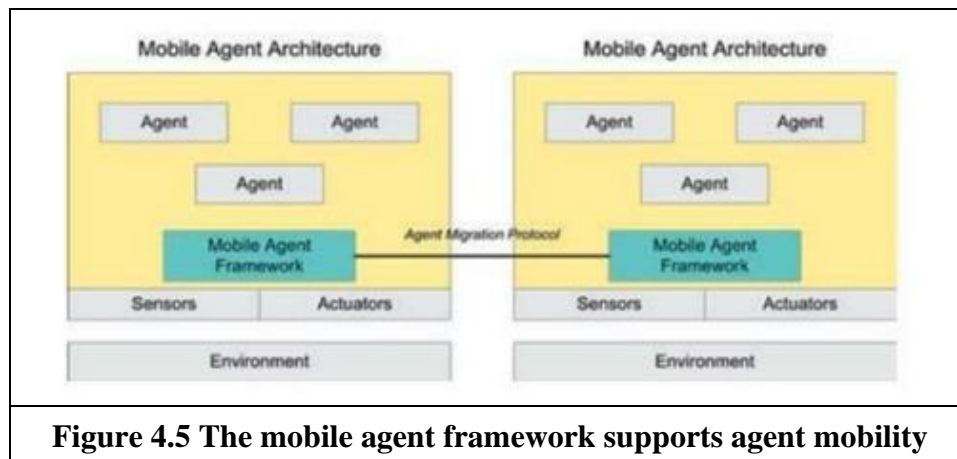 Mobile Agent Architecture
Agent
Agent
Agent
Mobile Agent
Framework
Sensors
Actuators
Environment
Agent Migration Protocol
Mobile Agent Architecture
Agent
Agent
Agent
Mobile Agent
Framework
Sensors
Actuators
Environment
Figure 4.5 The mobile agent framework supports agent mobility